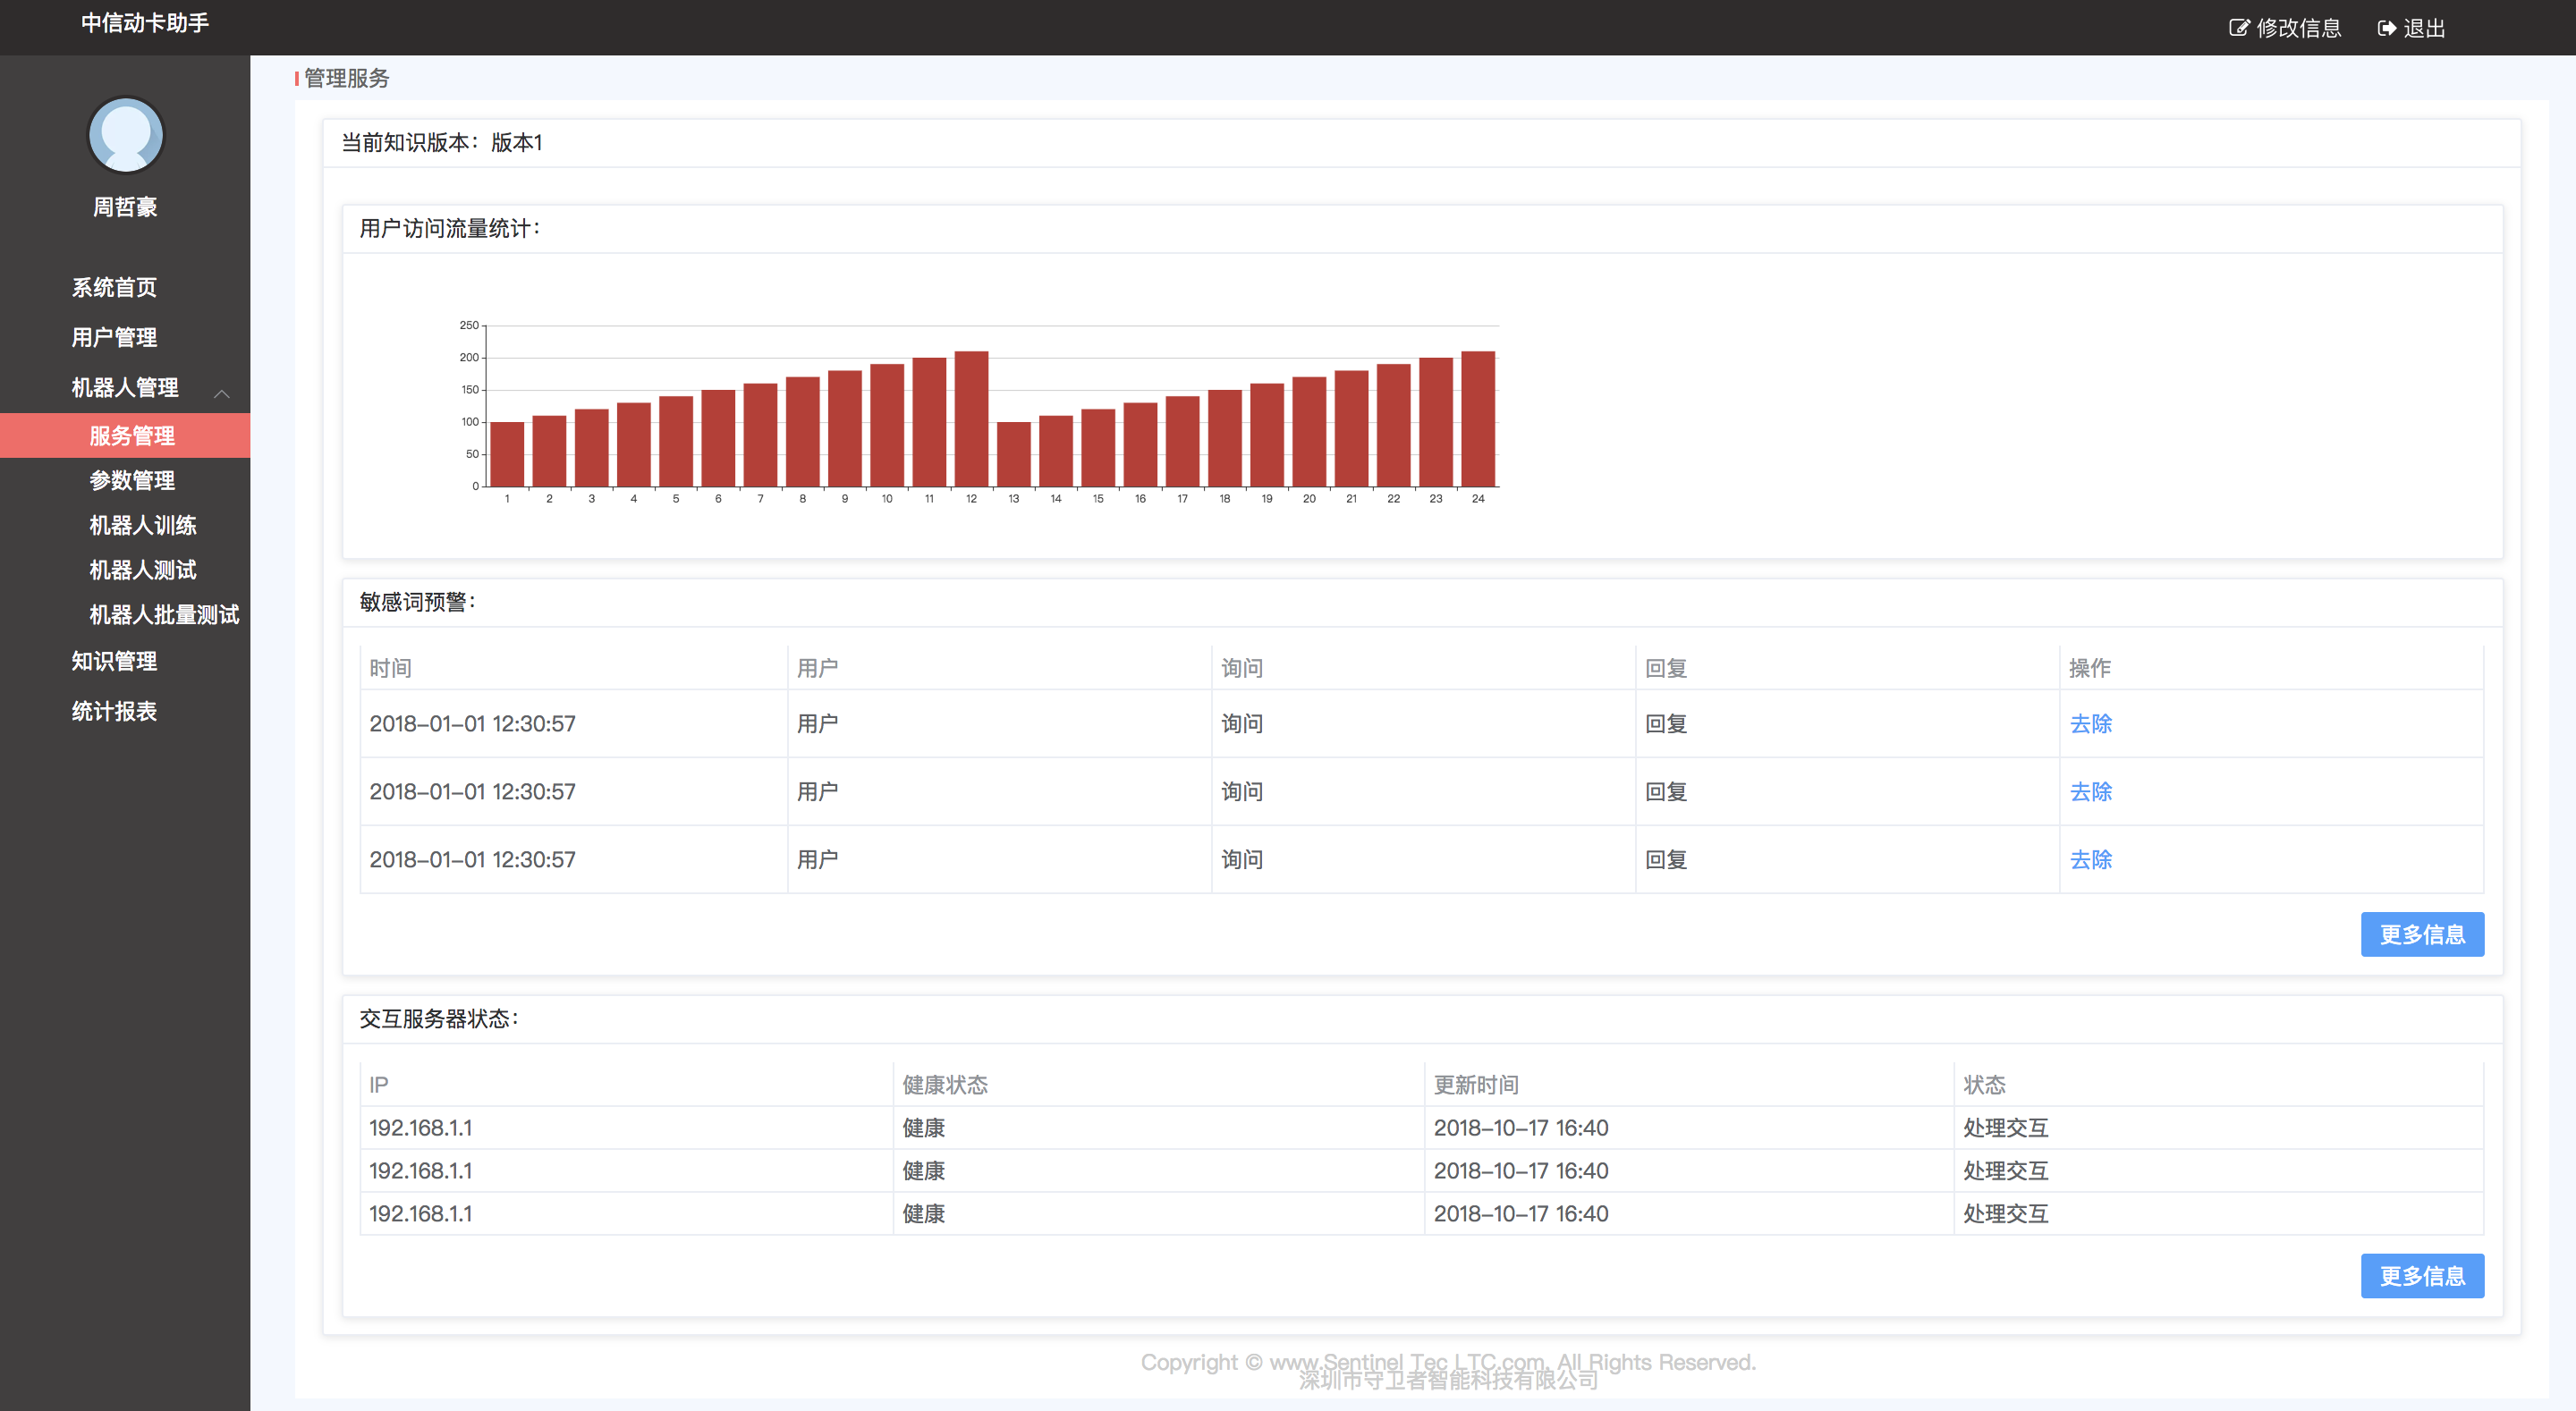 中信动卡助手
修改信息 退出
周哲豪
系统首页
用户管理
机器人管理
服务管理
参数管理
机器人训练
机器人测试
机器人批量测试
知识管理
统计报表
管理服务
当前知识版本：版本1
用户访问流量统计：
250
200
150
100
50
0
1 2 3 4 5 6 7 8 9 10 11 12 13 14 15 16 17 18 19 20 21 22 23 24
敏感词预警：
时间 用户 询问 回复 操作
2018-01-01 12:30:57 用户 询问 回复 去除
2018-01-01 12:30:57 用户 询问 回复 去除
2018-01-01 12:30:57 用户 询问 回复 去除
更多信息
交互服务器状态：
IP 健康状态 更新时间 状态
192.168.1.1 健康 2018-10-17 16:40 处理交互
192.168.1.1 健康 2018-10-17 16:40 处理交互
192.168.1.1 健康 2018-10-17 16:40 处理交互
更多信息
Copyright © www.Sentinel Tec LTC.com, All Rights Reserved.
深圳市守卫者智能科技有限公司